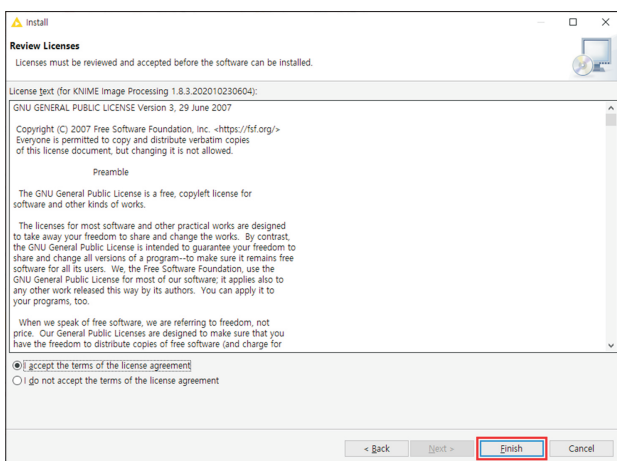 Install
Review Licenses
Licenses must be reviewed and accepted before the software can be installed.
License text (for KNIME Image Processing 1.8.3.202010230604):
GNU GENERAL PUBLIC LICENSE Version 3, 29 June 2007
Copyright (C) 2007 Free Software Foundation, Inc. <https://fsf.org/>
Everyone is permitted to copy and distribute verbatim copies
of this license document, but changing it is not allowed.
Preamble
The GNU General Public License is a free, copyleft license for
software and other kinds of works.
The licenses for most software and other practical works are designed
to take away your freedom to share and change the works. By contrast,
the GNU General Public License is intended to guarantee your freedom to
share and change all versions of a program--to make sure it remains free
software for all its users. We, the Free Software Foundation, use the
GNU General Public License for most of our software; it applies also to
any other work released this way by its authors. You can apply it to
your programs, too.
When we speak of free software, we are referring to freedom, not
price. Our General Public Licenses are designed to make sure that you
have the freedom to distribute copies of free software (and charge for
I accept the terms of the license agreement
I do not accept the terms of the license agreement
< Back Next > Finish Cancel